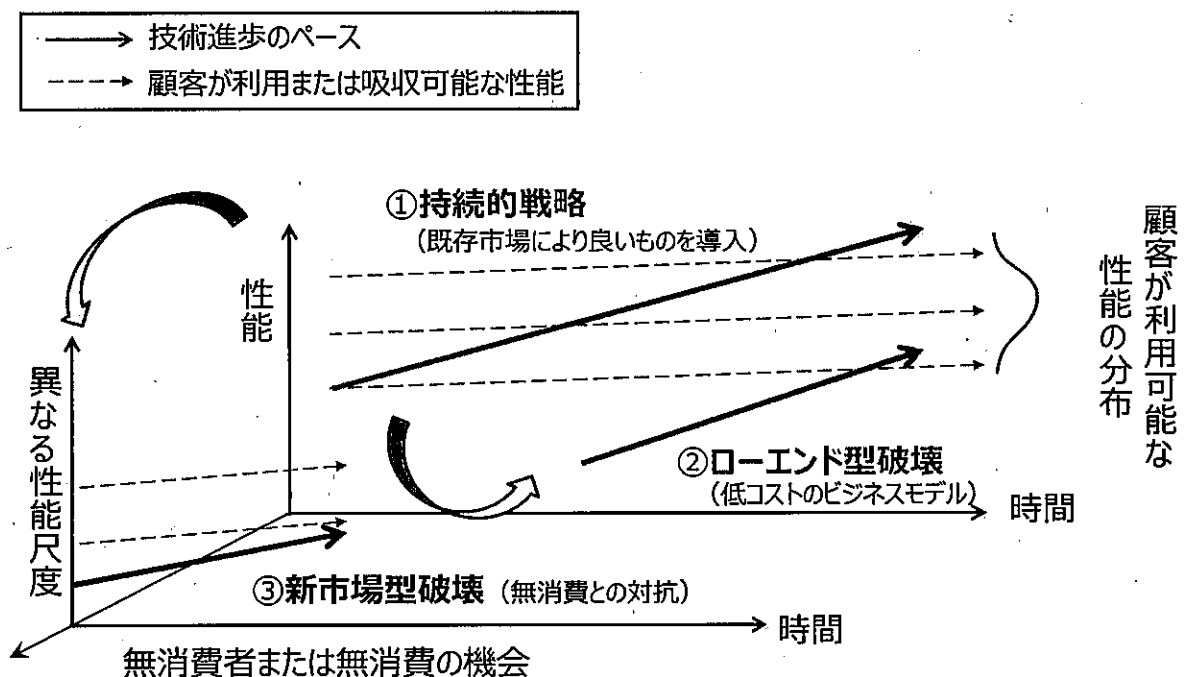 技術進歩のペース
顧客が利用または吸収可能な性能
①持続的戦略
（既存市場により良いものを導入）
性能
顧客が利用可能な
性能の分布
異なる性能尺度
②ローエンド型破壊
（低コストのビジネスモデル）
時間
③新市場型破壊（無消費との対抗）
時間
無消費者または無消費の機会